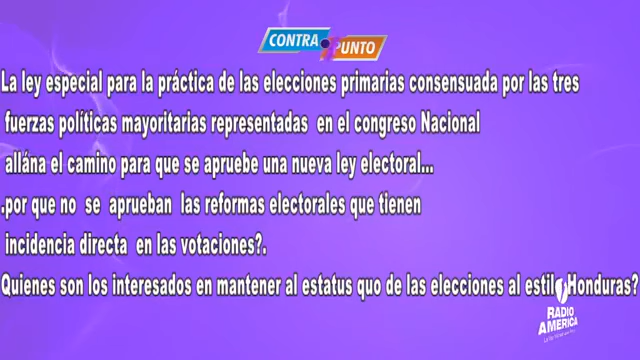 CONTRA PUNTO
La ley especial para la práctica de las elecciones primarias consensuada por las tres
fuerzas políticas mayoritarias representadas en el congreso Nacional
allána el camino para que se apruebe una nueva ley electoral...
.por que no se aprueban las reformas electorales que tienen
incidencia directa en las votaciones?.
Quienes son los interesados en mantener al estatus quo de las elecciones al estilo Honduras?
RADIO
AMERICA